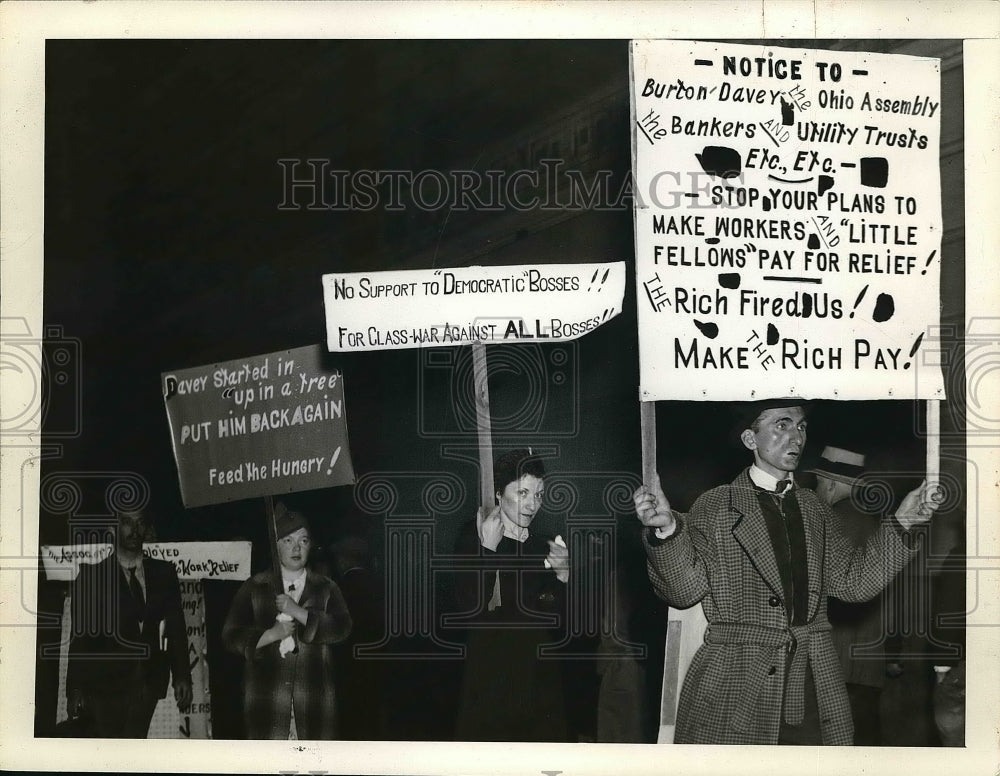 - NOTICE TO -
Burton - Davey - the Ohio Assembly
the Bankers AND Utility Trusts
Etc., Etc. -
- STOP YOUR PLANS TO
MAKE WORKERS AND "LITTLE
FELLOWS" PAY FOR RELIEF!
THE Rich Fired Us!
MAKE THE RICH PAY!
No Support to "Democratic" Bosses!!
For Class-war Against ALL Bosses!!
Davey Started in
"up in a tree"
PUT HIM BACK AGAIN
Feed the Hungry!
WORK RELIEF
HISTORIC IMAGES